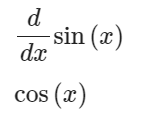 d/dx sin (x)
cos (x)